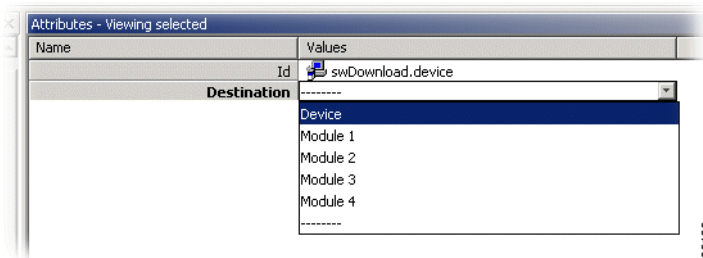 Attributes - Viewing selected
Name Values
Id swDownload.device
Destination --------
Device
Module 1
Module 2
Module 3
Module 4
--------